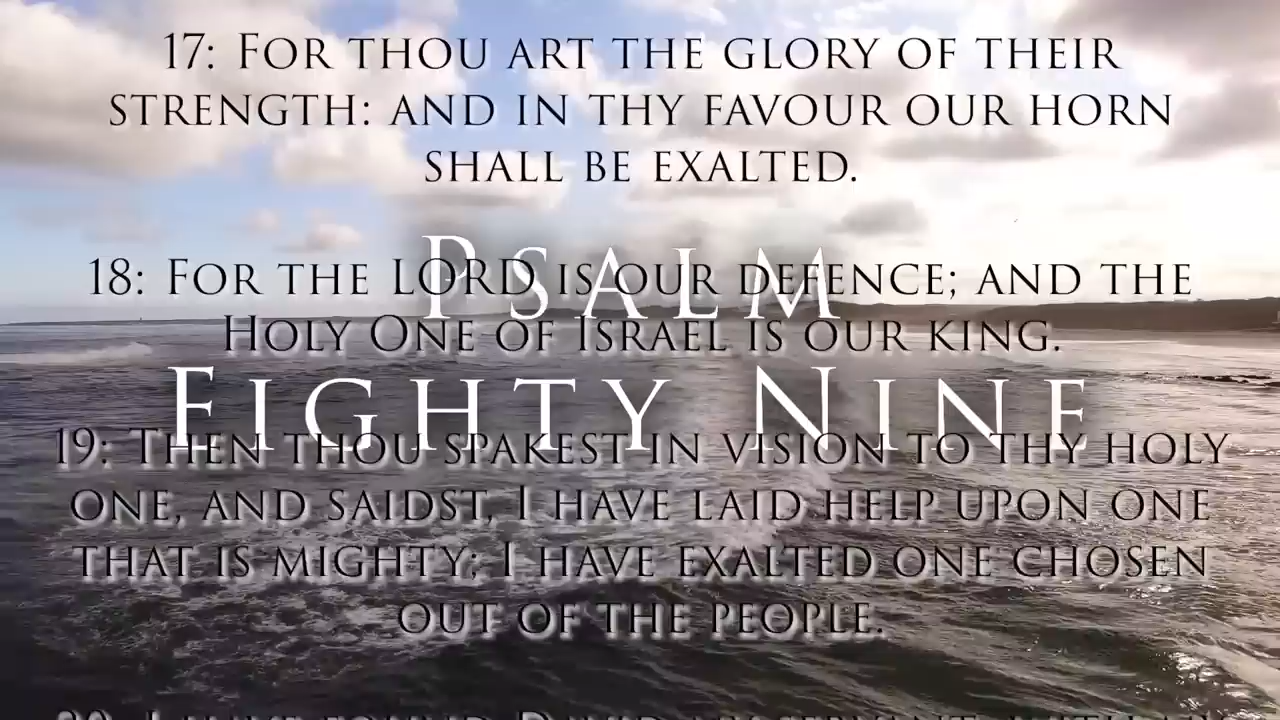 17: For thou art the glory of their
strength: and in thy favour our horn
shall be exalted.
Psalm
18: For the LORD is our defence; and the
Holy One of Israel is our king.
Eighty Nine
19: Then thou spakest in vision to thy holy
one, and saidst, I have laid help upon one
that is mighty; I have exalted one chosen
out of the people.